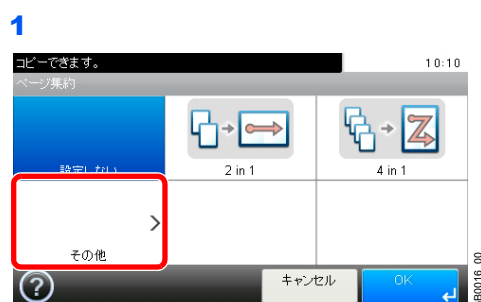 1
コピーできます。 10:10
ページ集約
設定しない 2 in 1 4 in 1
その他
? キャンセル OK
B0016_00